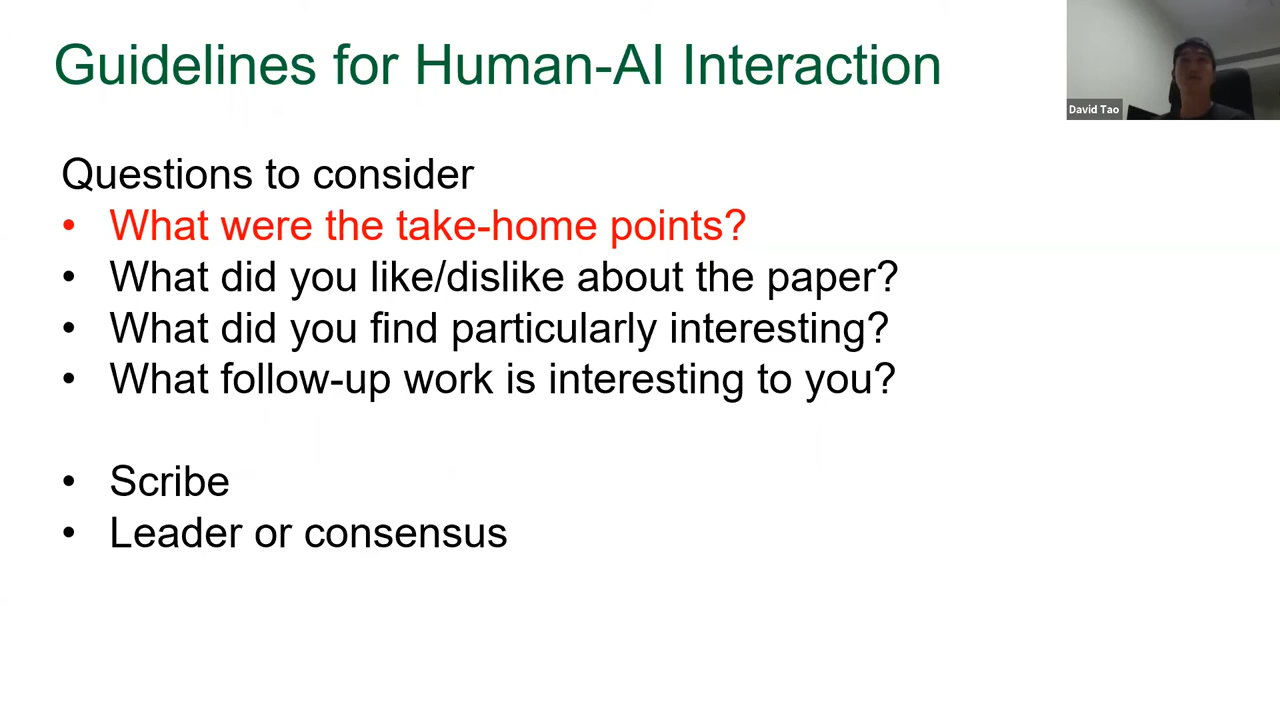 Guidelines for Human-AI Interaction
David Tao
Questions to consider
• What were the take-home points?
• What did you like/dislike about the paper?
• What did you find particularly interesting?
• What follow-up work is interesting to you?
• Scribe
• Leader or consensus